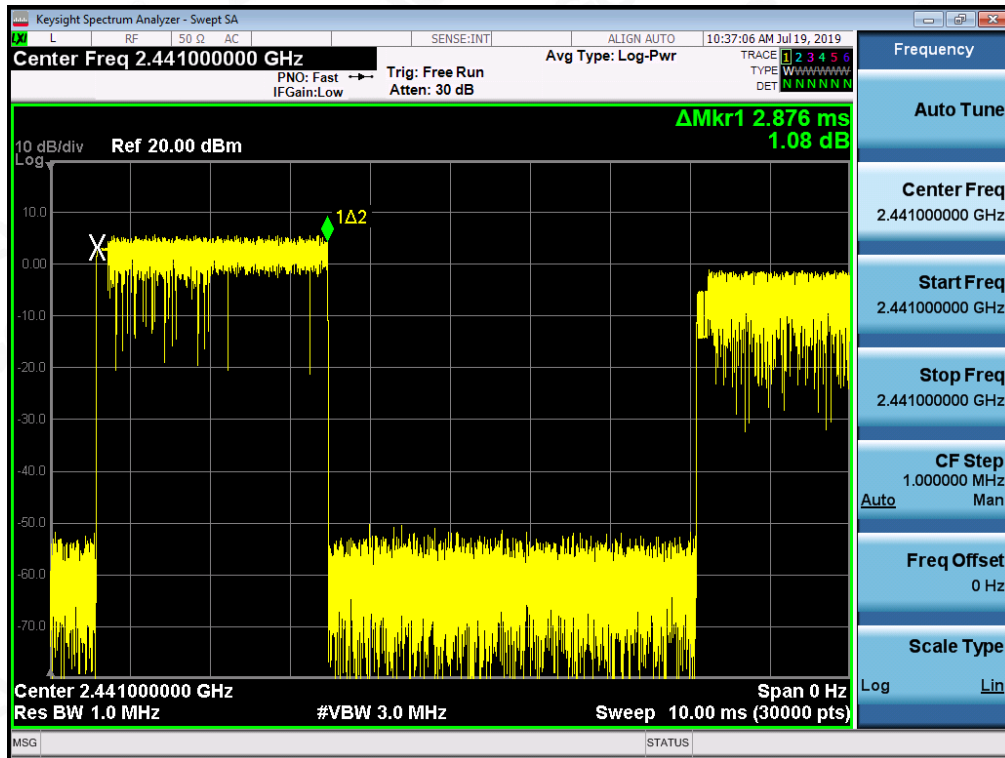 Keysight Spectrum Analyzer - Swept SA
LXI L RF 50 Ω AC SENSE:INT ALIGN AUTO 10:37:06 AM Jul 19, 2019
Center Freq 2.441000000 GHz
PNO: Fast
IFGain:Low
Trig: Free Run
Atten: 30 dB
Avg Type: Log-Pwr
TRACE 1 2 3 4 5 6
TYPE WWWWWW
DET N N N N N N
ΔMkr1 2.876 ms
1.08 dB
10 dB/div Ref 20.00 dBm
Log
1Δ2
10.0
0.00
-10.0
-20.0
-30.0
-40.0
-50.0
-60.0
-70.0
Center 2.441000000 GHz Span 0 Hz
Res BW 1.0 MHz #VBW 3.0 MHz Sweep 10.00 ms (30000 pts)
MSG STATUS
Frequency
Auto Tune
Center Freq
2.441000000 GHz
Start Freq
2.441000000 GHz
Stop Freq
2.441000000 GHz
CF Step
1.000000 MHz
Auto Man
Freq Offset
0 Hz
Scale Type
Log Lin